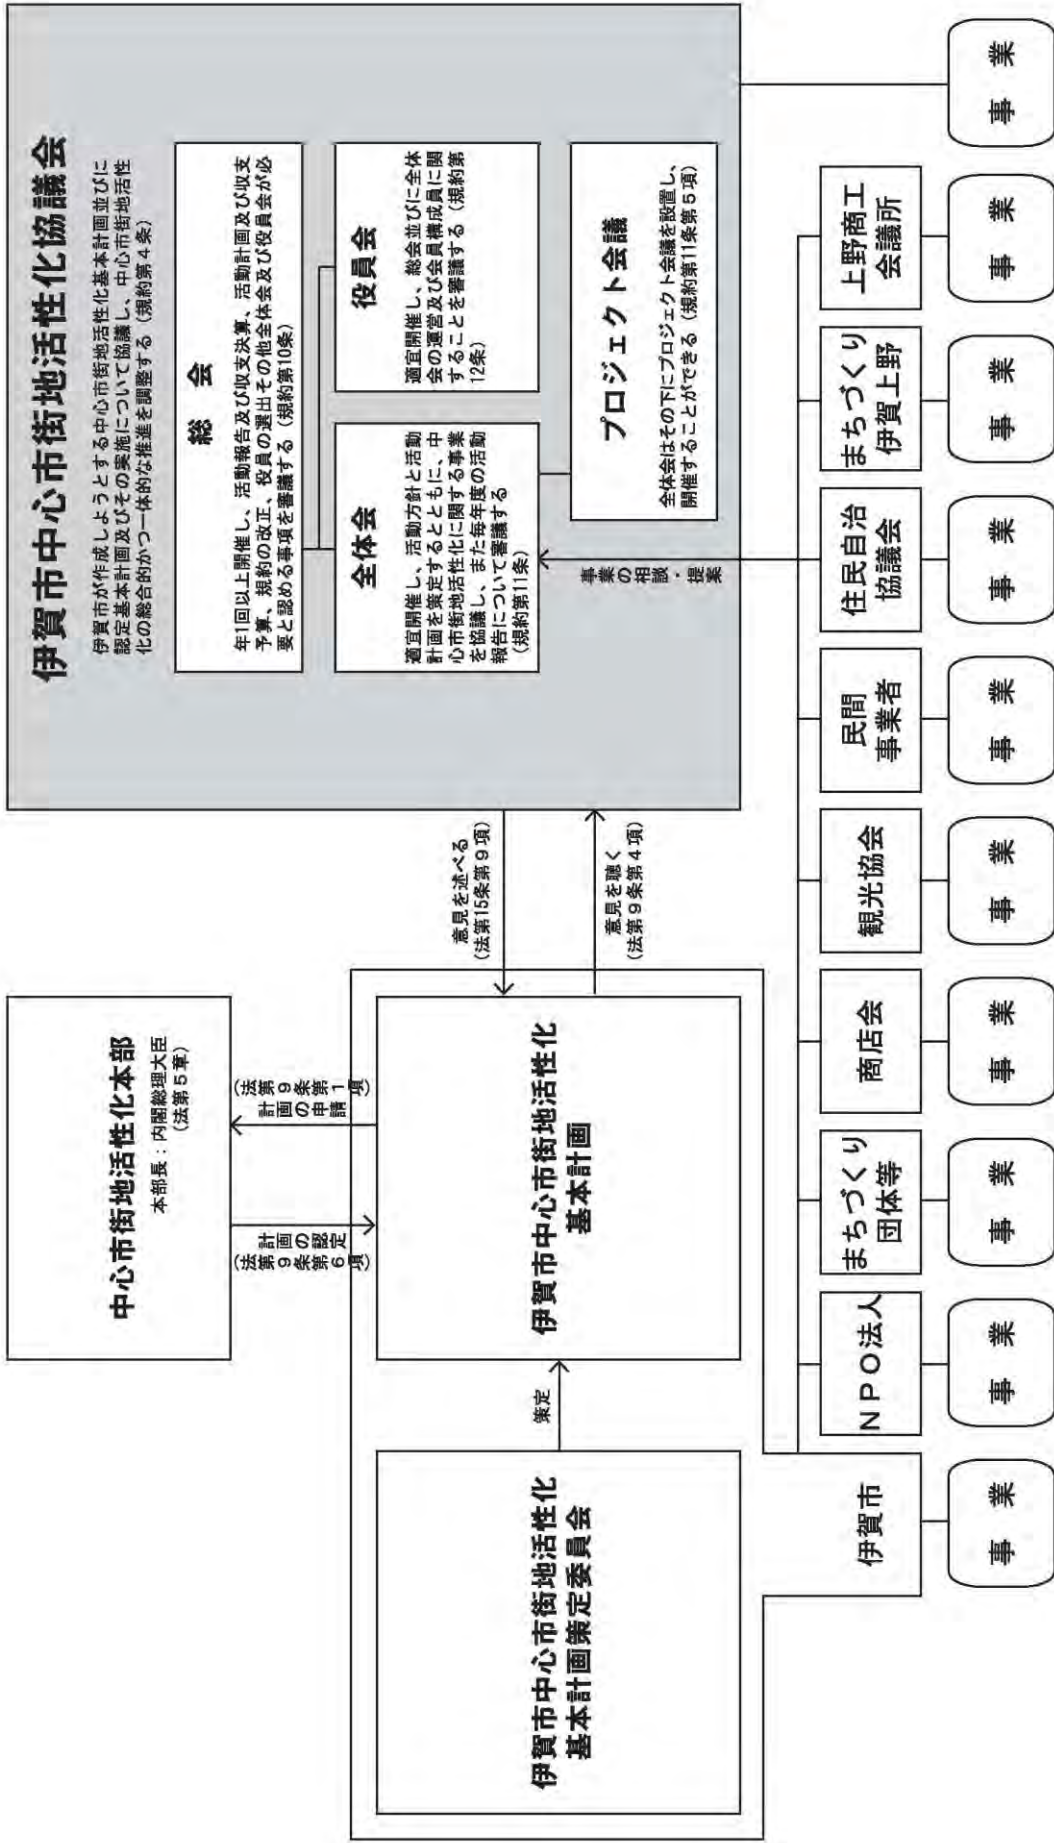 伊賀市中心市街地活性化協議会
伊賀市が作成しようとする中心市街地活性化基本計画並びに
認定基本計画及びその実施について協議し、中心市街地活性
化の総合的かつ一体的な推進を調整する（規約第４条）
総　会
年1回以上開催し、活動報告及び収支決算、活動計画及び収支
予算、規約の改正、役員の選出その他全体会及び役員会が必
要と認める事項を審議する（規約第10条）
全体会
適宜開催し、活動方針と活動
計画を策定するとともに、中
心市街地活性化に関する事業
を協議し、また毎年度の活動
報告について審議する
（規約第11条）
役員会
適宜開催し、総会並びに全体
会の運営及び会員構成員に関
することを審議する（規約第
12条）
プロジェクト会議
全体会はその下にプロジェクト会議を設置し、
開催することができる（規約第11条第５項）
事業の相談・提案
中心市街地活性化本部
本部長：内閣総理大臣
（法第５章）
計画の認定
（法第９条第６項）
計画の申請
（法第９条第１項）
意見を述べる
（法第15条第９項）
意見を聴く
（法第９条第４項）
伊賀市中心市街地活性化
基本計画策定委員会
策定
伊賀市中心市街地活性化
基本計画
伊賀市
ＮＰＯ法人
まちづくり
団体等
商店会
観光協会
民間
事業者
住民自治
協議会
まちづくり
伊賀上野
上野商工
会議所
事　業
事　業
事　業
事　業
事　業
事　業
事　業
事　業
事　業
事　業